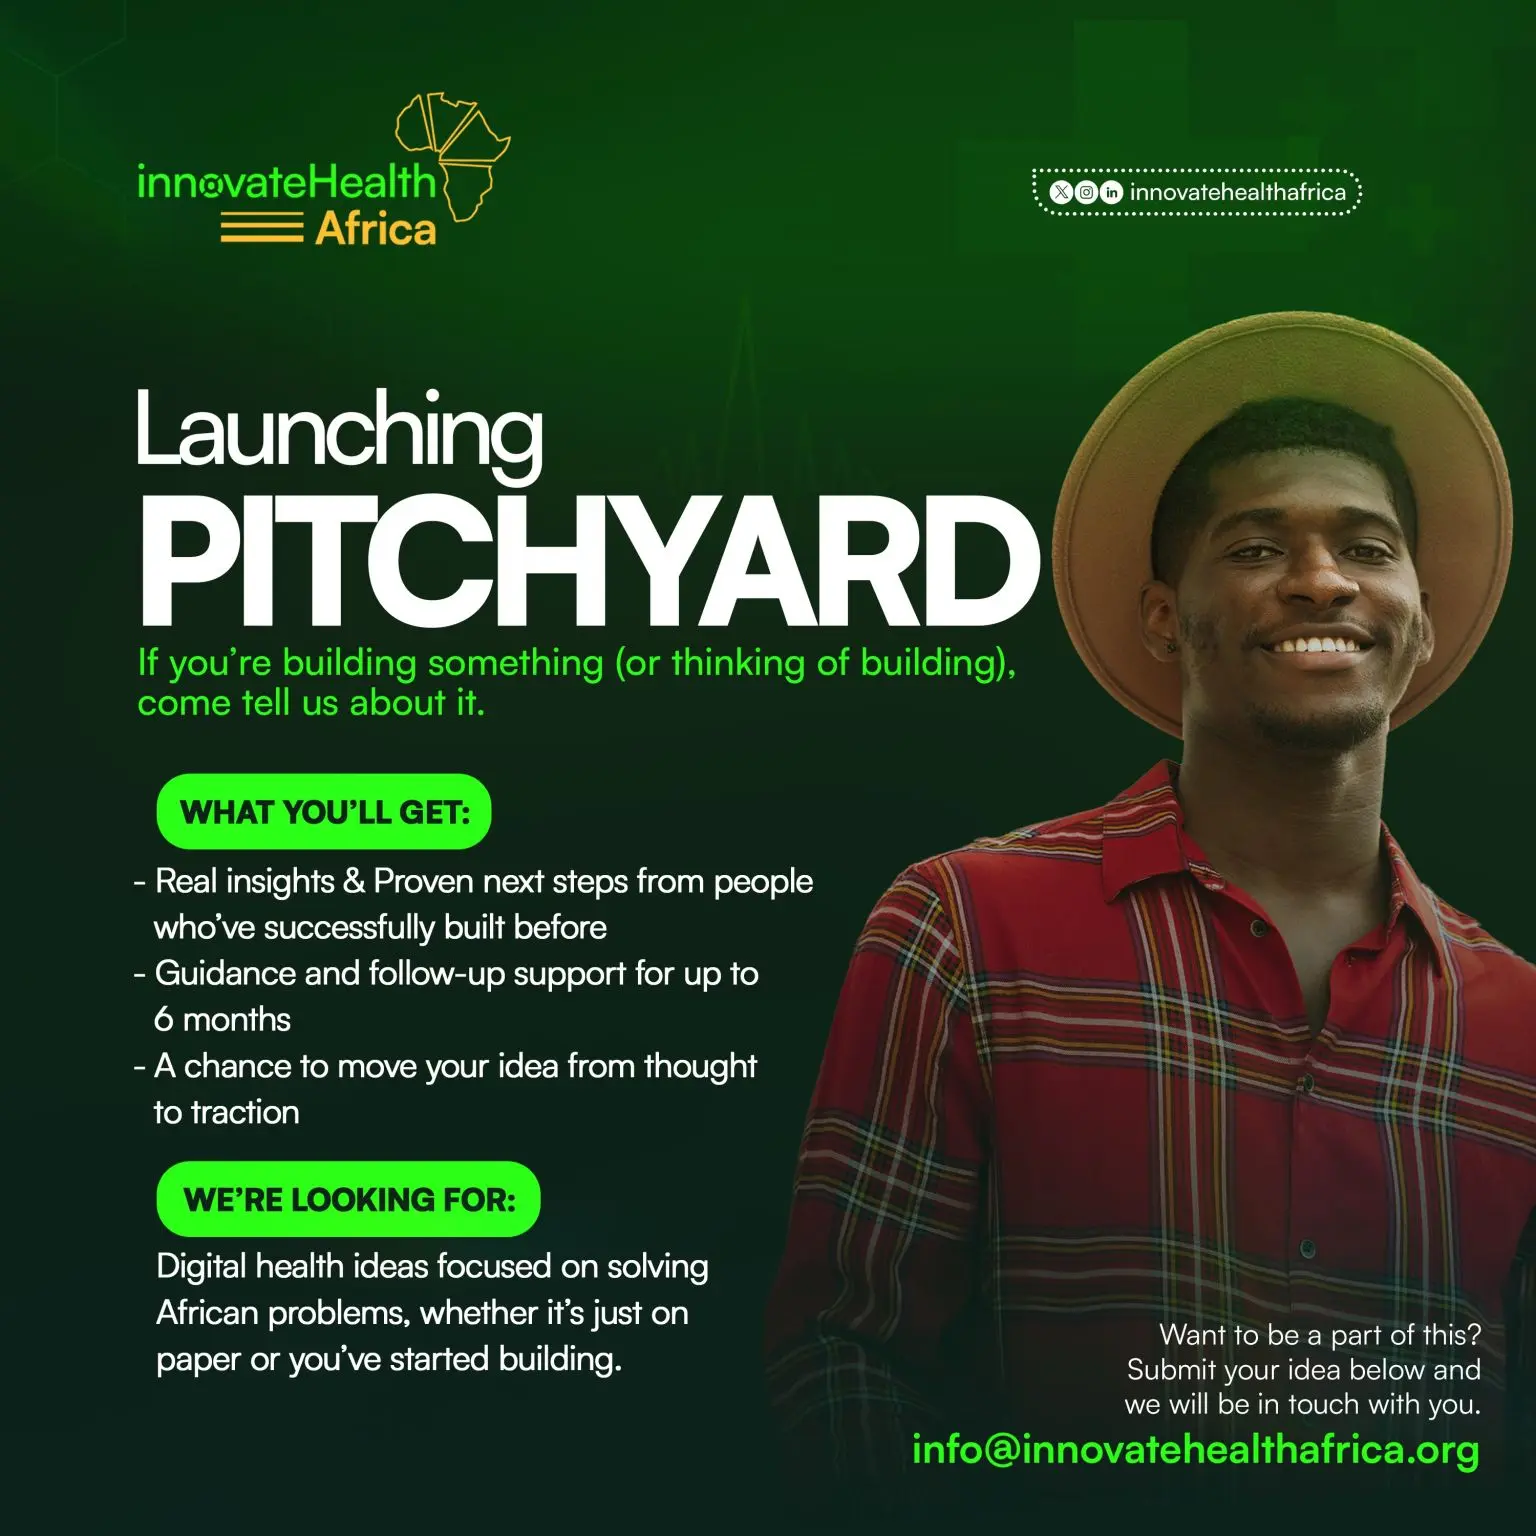 innovateHealth
Africa
innovatehealthafrica
Launching
PITCHYARD
If you're building something (or thinking of building),
come tell us about it.
WHAT YOU'LL GET:
- Real insights & Proven next steps from people
who've successfully built before
- Guidance and follow-up support for up to
6 months
- A chance to move your idea from thought
to traction
WE'RE LOOKING FOR:
Digital health ideas focused on solving
African problems, whether it's just on
paper or you've started building.
Want to be a part of this?
Submit your idea below and
we will be in touch with you.
info@innovatehealthafrica.org